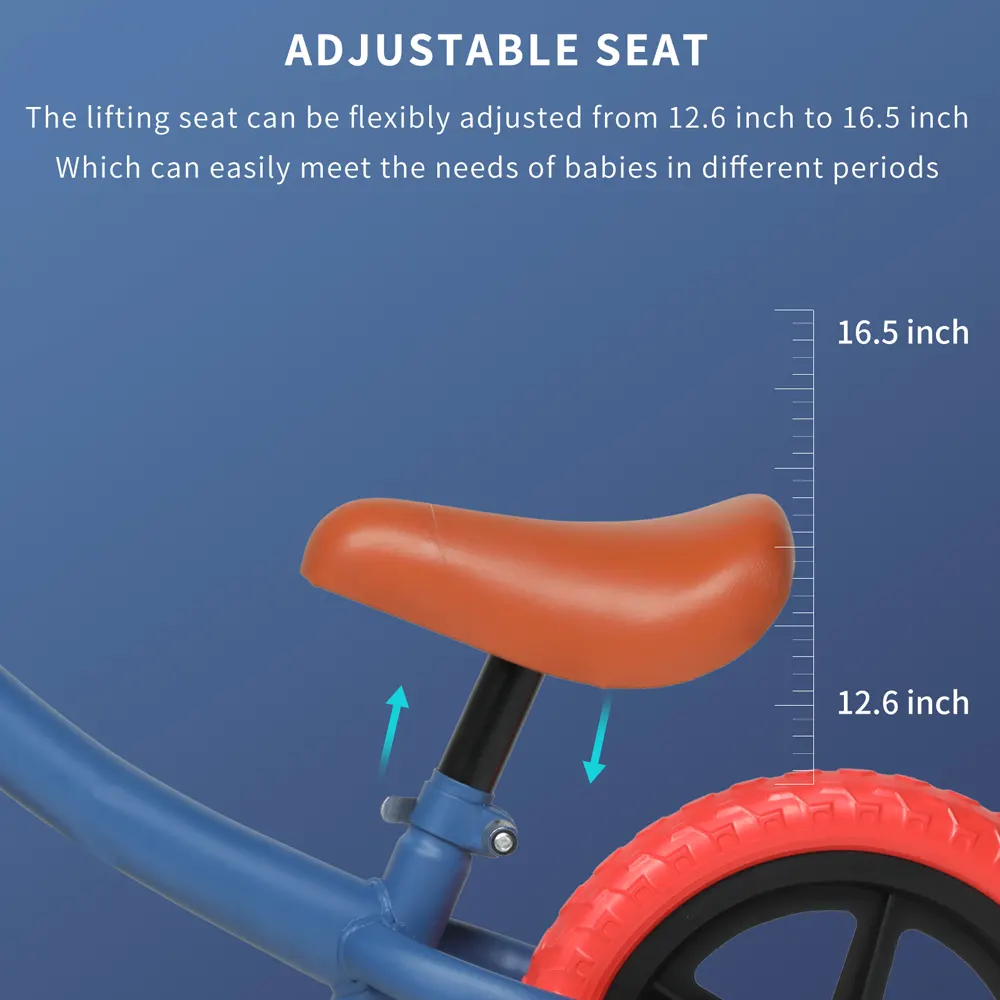 ADJUSTABLE SEAT
The lifting seat can be flexibly adjusted from 12.6 inch to 16.5 inch
Which can easily meet the needs of babies in different periods
16.5 inch
12.6 inch